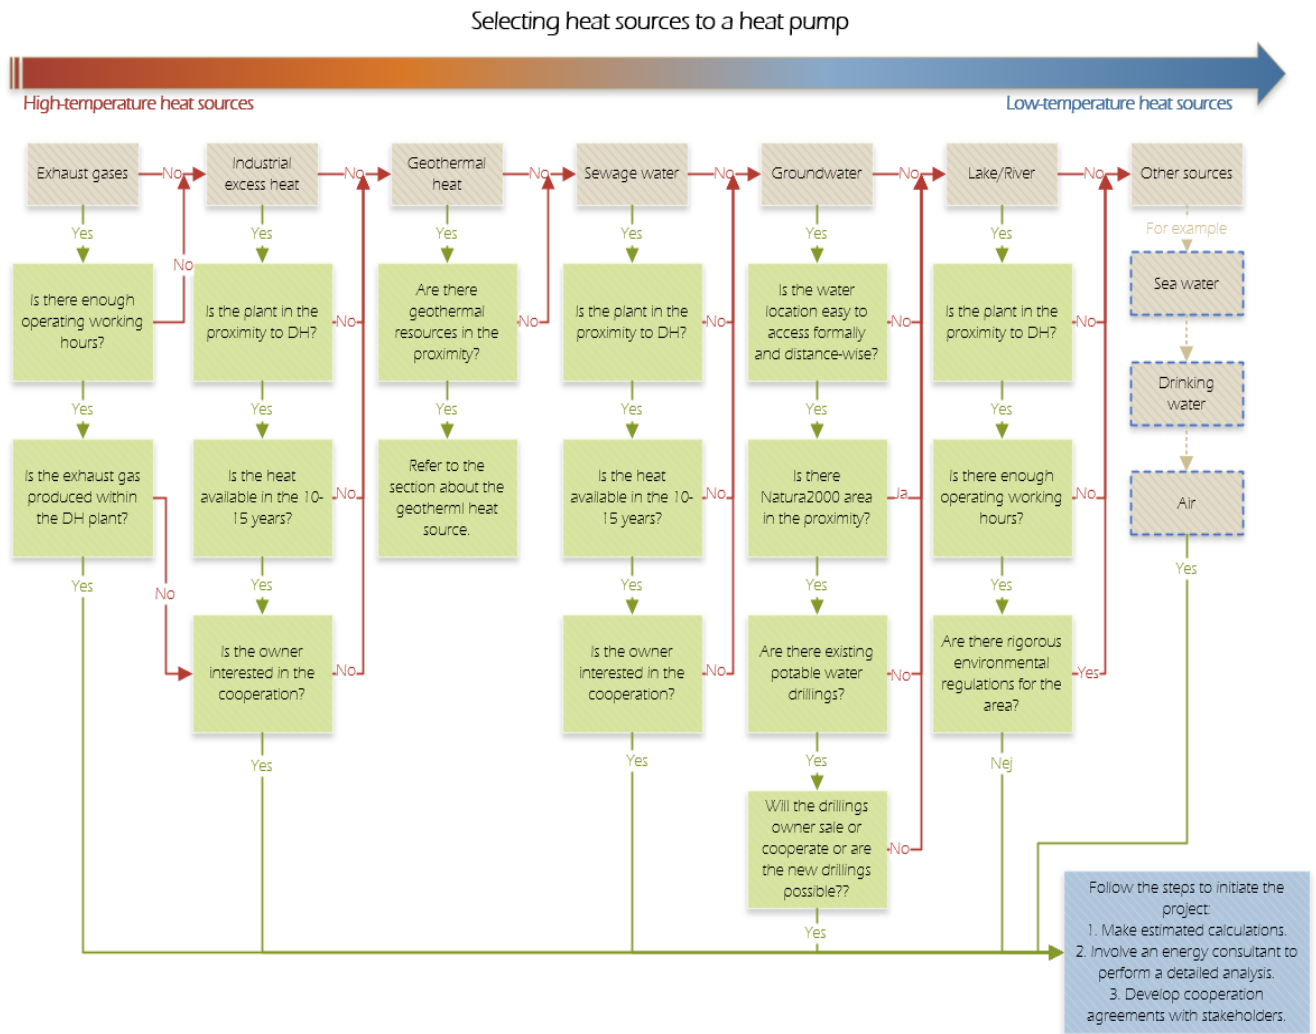 Selecting heat sources to a heat pump
High-temperature heat sources
Low-temperature heat sources
Exhaust gases
No
Industrial
excess heat
No
Geothermal
heat
No
Sewage water
No
Groundwater
No
Lake/River
No
Other sources
Yes
Yes
Yes
Yes
Yes
Yes
For example
No
Is there enough
operating working
hours?
Is the plant in the
proximity to DH?
No
Are there
geothermal
resources in the
proximity?
No
Is the plant in the
proximity to DH?
No
Is the water
location easy to
access formally
and distance-wise?
No
Is the plant in the
proximity to DH?
No
Sea water
Drinking
water
Yes
Yes
Yes
Yes
Yes
Yes
Is the exhaust gas
produced within
the DH plant?
Is the heat
available in the 10-
15 years?
No
Refer to the
section about the
geotherml heat
source.
Is the heat
available in the 10-
15 years?
No
Is there
Natura2000 area
in the proximity?
Ja
Is there enough
operating working
hours?
No
Air
Yes
No
Yes
Yes
Yes
Yes
Yes
Is the owner
interested in the
cooperation?
No
Is the owner
interested in the
cooperation?
No
Are there existing
potable water
drillings?
No
Are there rigorous
environmental
regulations for the
area?
Yes
Yes
Yes
Yes
Nej
Will the drillings
owner sale or
cooperate or are
the new drillings
possible??
No
Yes
Follow the steps to initiate the
project:
1. Make estimated calculations.
2. Involve an energy consultant to
perform a detailed analysis.
3. Develop cooperation
agreements with stakeholders.